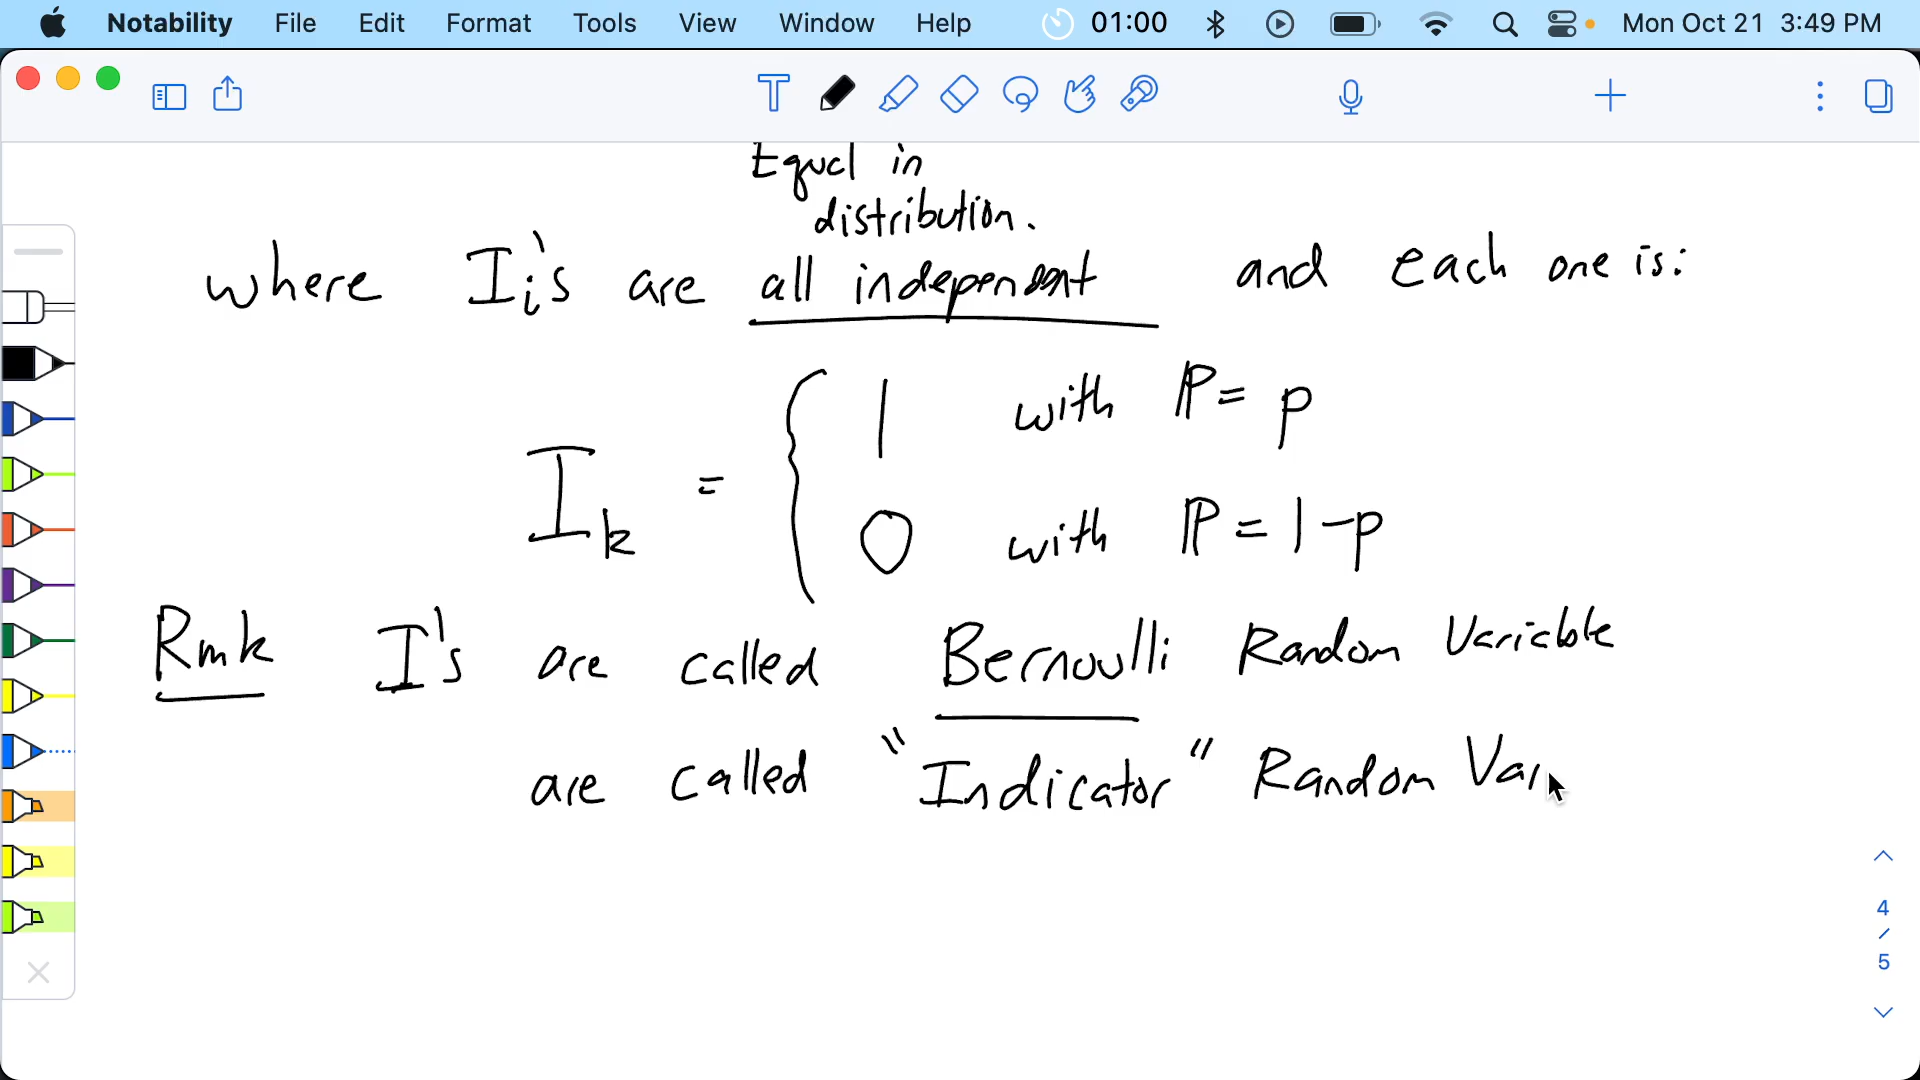 Notability File Edit Format Tools View Window Help 01:00 Mon Oct 21 3:49 PM
Equal in
distribution.
where Ii's are all independent and each one is:
1 with ℙ = p
Ik = {
0 with ℙ = 1-p
Rmk I's are called Bernoulli Random Variable
are called "Indicator" Random Var
4
/
5